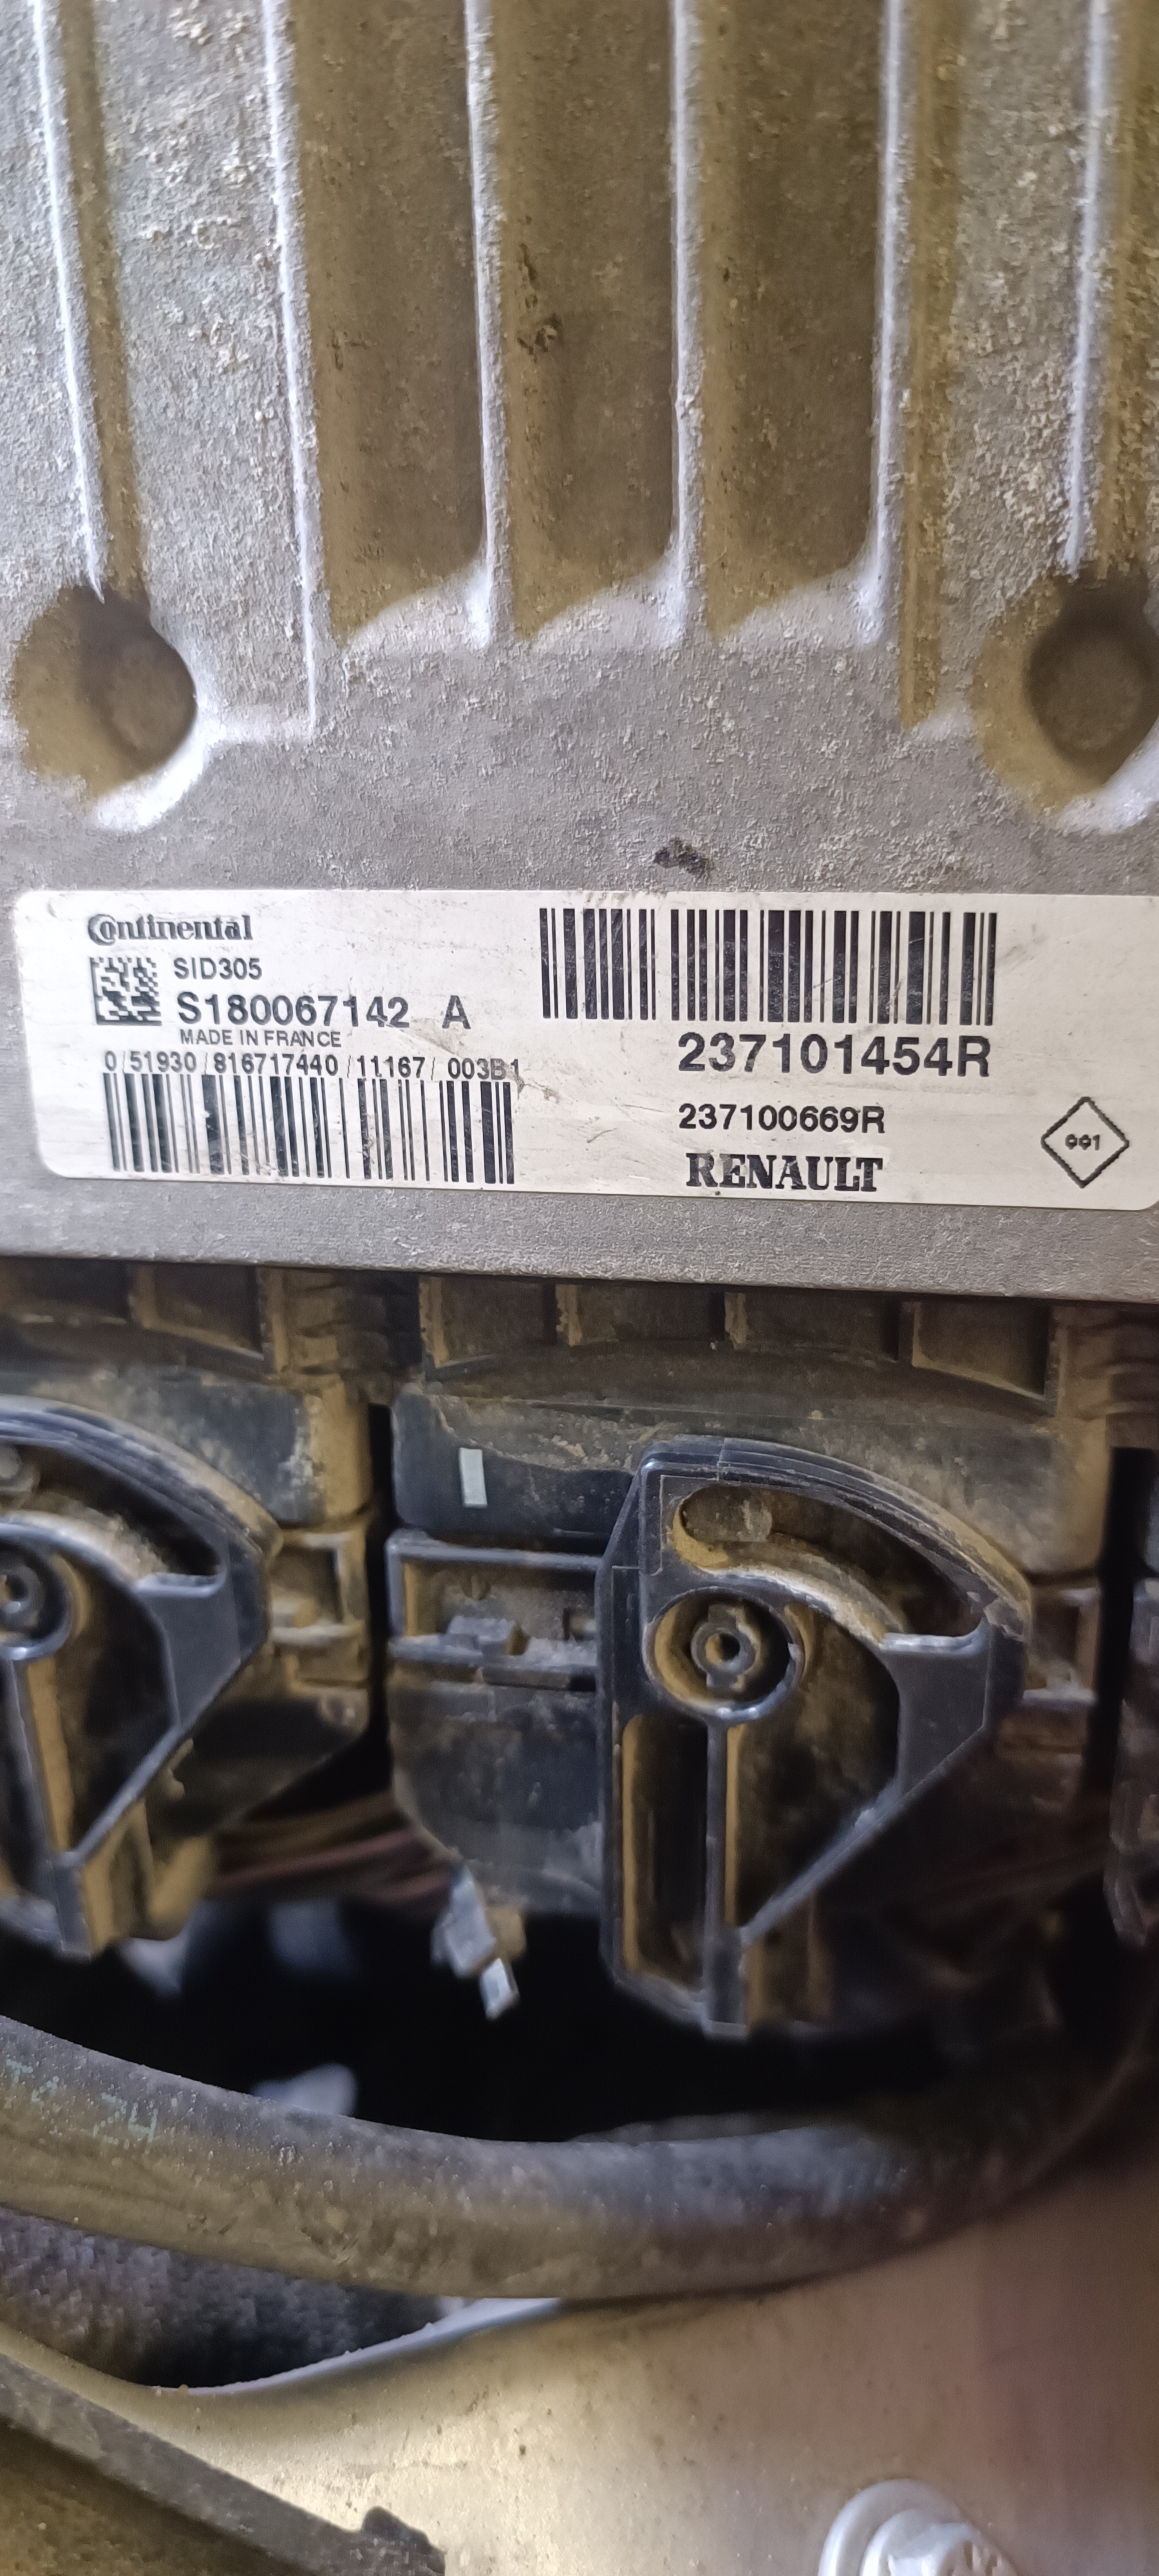 Continental
SID305
S180067142 A
MADE IN FRANCE
0/51930/816717440/11167/003B1
237101454R
237100669R
RENAULT
001